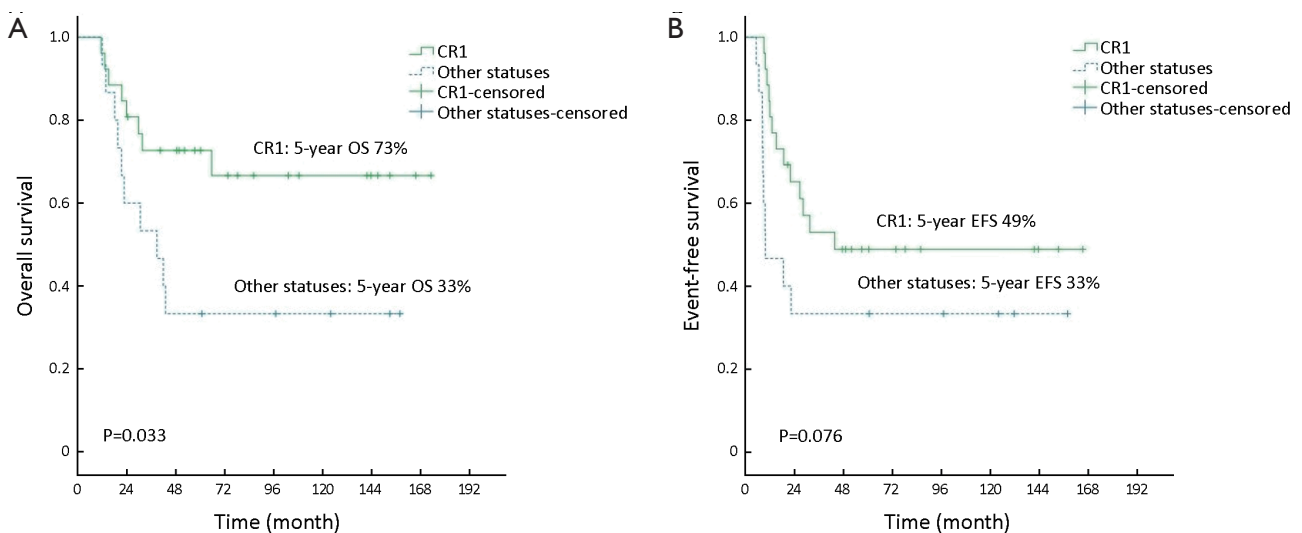 A
1.0
0.8
0.6
0.4
0.2
0
Overall survival
CR1
Other statuses
CR1-censored
Other statuses-censored
CR1: 5-year OS 73%
Other statuses: 5-year OS 33%
P=0.033
0 24 48 72 96 120 144 168 192
Time (month)
B
1.0
0.8
0.6
0.4
0.2
0
Event-free survival
CR1
Other statuses
CR1-censored
Other statuses-censored
CR1: 5-year EFS 49%
Other statuses: 5-year EFS 33%
P=0.076
0 24 48 72 96 120 144 168 192
Time (month)